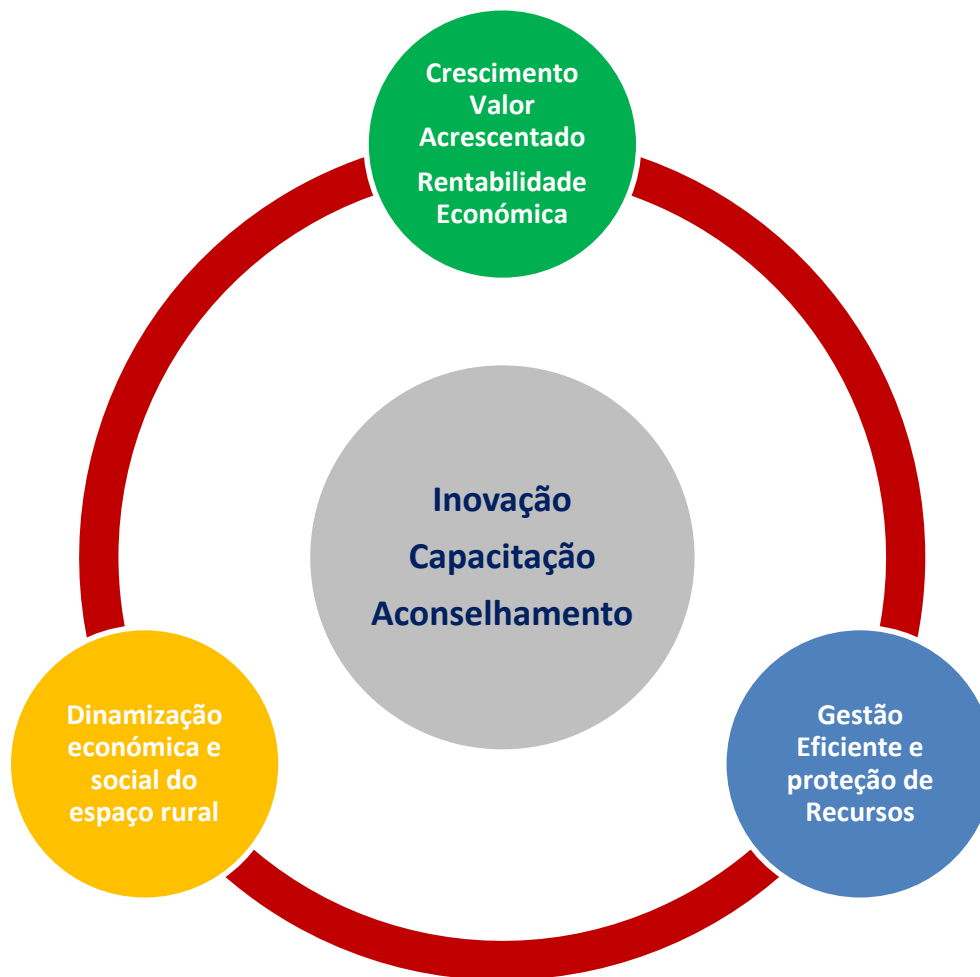 Crescimento
Valor
Acrescentado
Rentabilidade
Económica
Inovação
Capacitação
Aconselhamento
Dinamização
económica e
social do
espaço rural
Gestão
Eficiente e
proteção de
Recursos